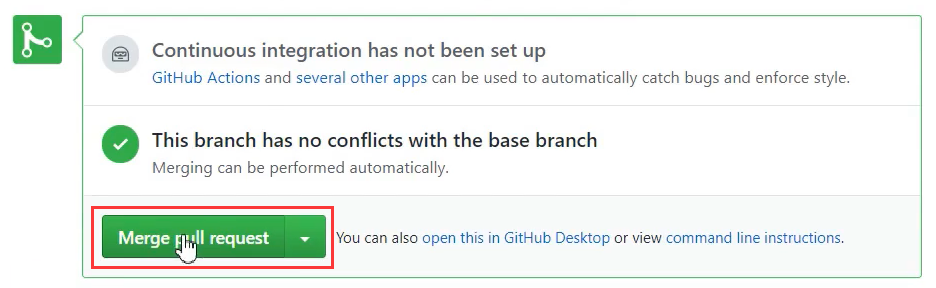 Continuous integration has not been set up
GitHub Actions and several other apps can be used to automatically catch bugs and enforce style.
This branch has no conflicts with the base branch
Merging can be performed automatically.
Merge pull request
You can also open this in GitHub Desktop or view command line instructions.